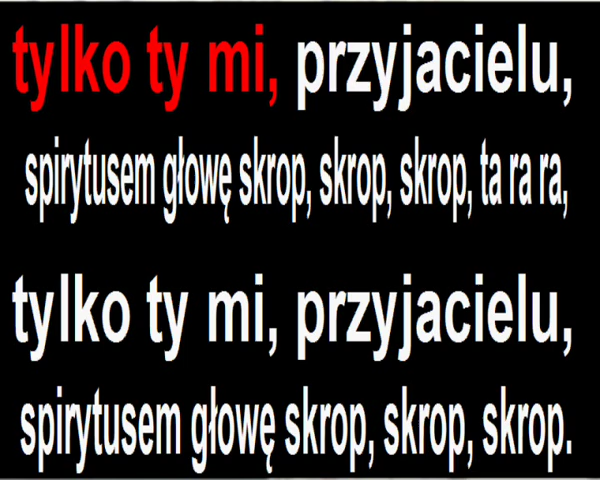 tylko ty mi, przyjacielu,
spirytusem głowę skrop, skrop, skrop, ta ra ra,
tylko ty mi, przyjacielu,
spirytusem głowę skrop, skrop, skrop.